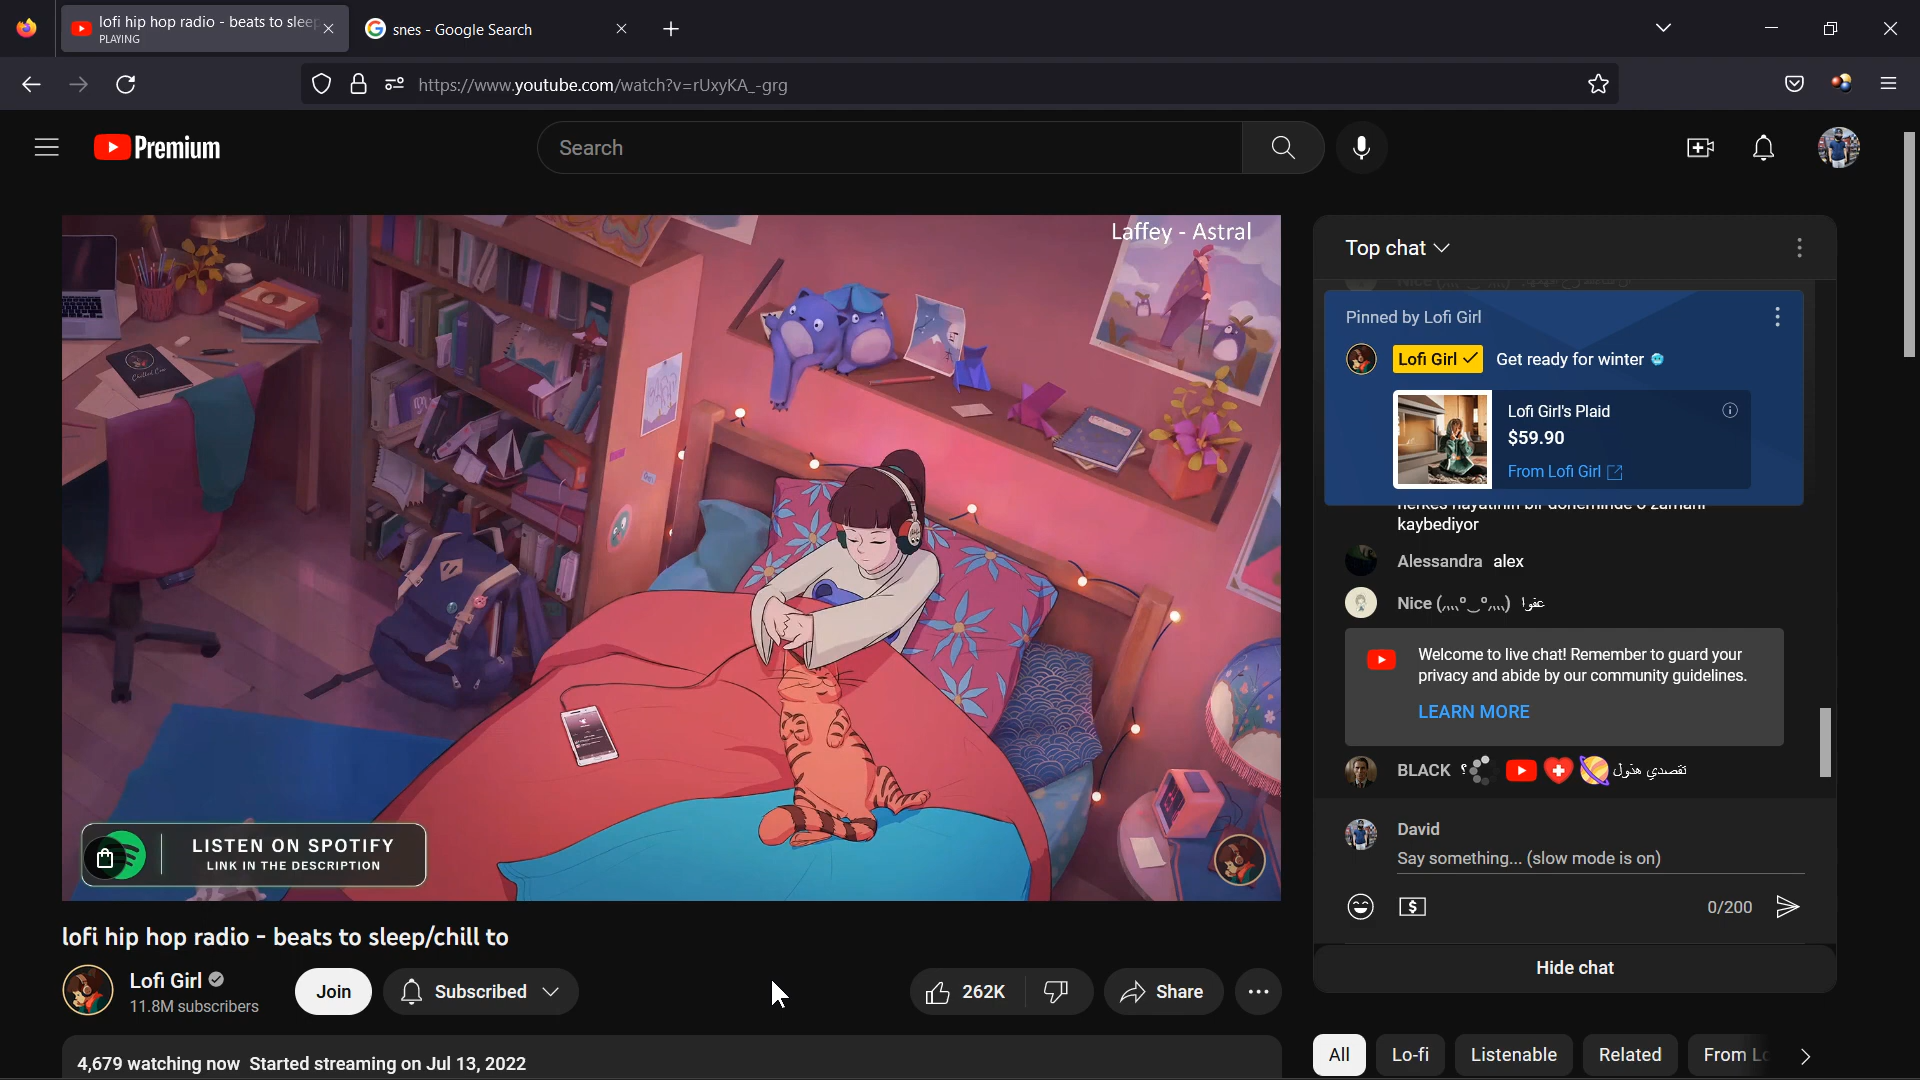 lofi hip hop radio - beats to sleep
PLAYING
snes - Google Search
https://www.youtube.com/watch?v=rUxyKA_-grg
Premium
Search
Laffey - Astral
LISTEN ON SPOTIFY
LINK IN THE DESCRIPTION
lofi hip hop radio - beats to sleep/chill to
Lofi Girl
11.8M subscribers
Join
Subscribed
262K
Share
4,679 watching now Started streaming on Jul 13, 2022
Top chat
Pinned by Lofi Girl
Lofi Girl Get ready for winter
Lofi Girl's Plaid
$59.90
From Lofi Girl
herkes hayatının bir döneminde o zamanı
kaybediyor
Alessandra alex
Nice عفوا
Welcome to live chat! Remember to guard your
privacy and abide by our community guidelines.
LEARN MORE
BLACK تقصدي هذول ؟
David
Say something... (slow mode is on)
0/200
Hide chat
All
Lo-fi
Listenable
Related
From Lo